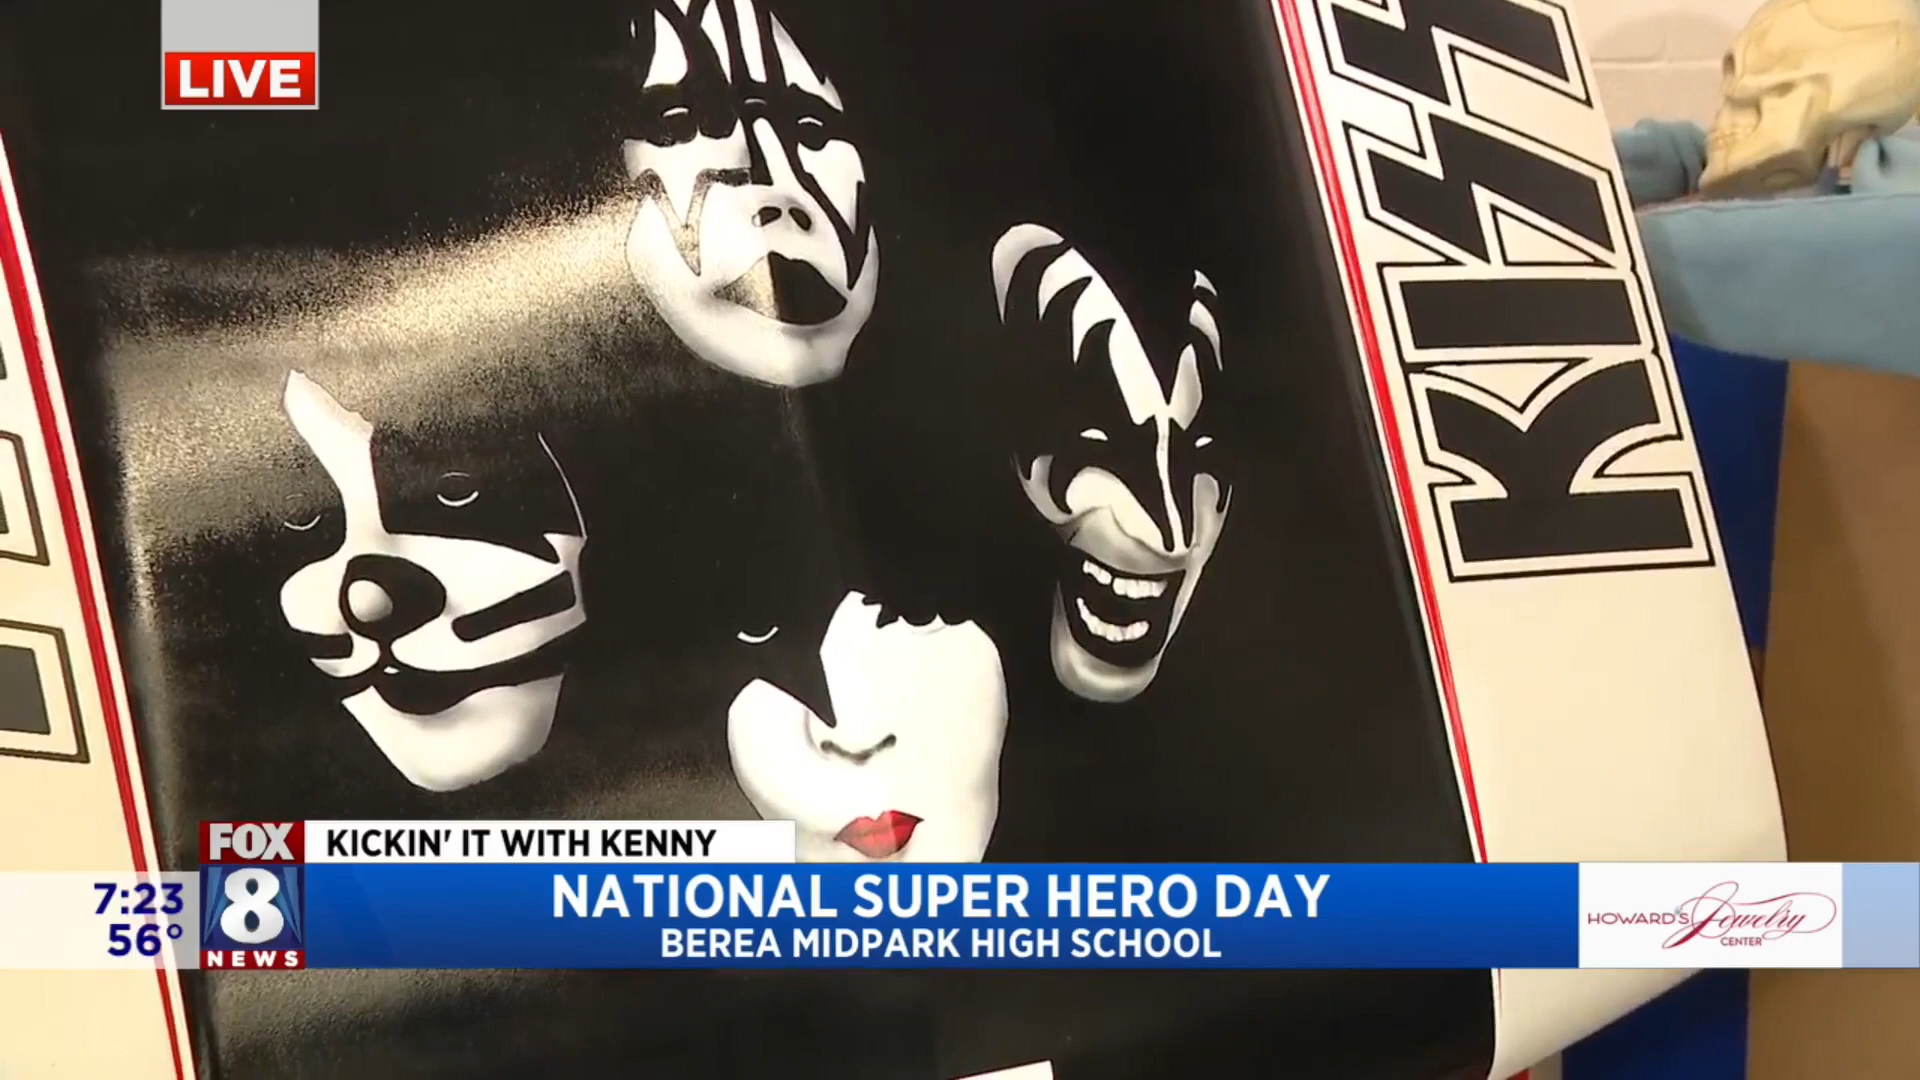 LIVE
KISS
KICKIN' IT WITH KENNY
FOX
8
NEWS
7:23
56°
NATIONAL SUPER HERO DAY
BEREA MIDPARK HIGH SCHOOL
HOWARD'S Jewelry
CENTER